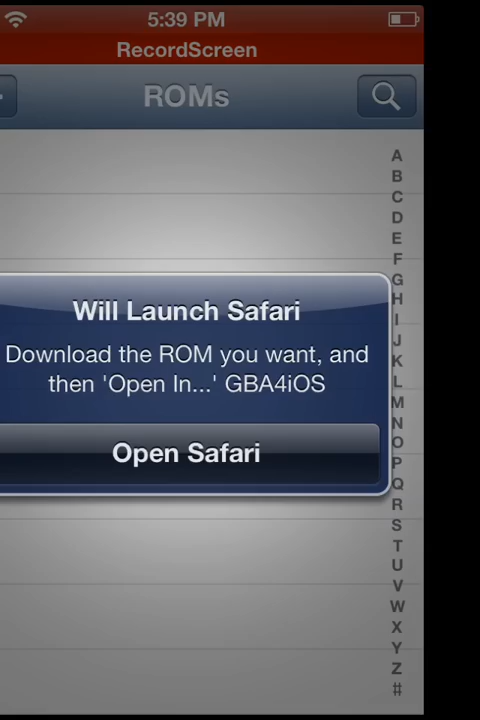 5:39 PM
RecordScreen
ROMs
A
B
C
D
E
F
G
H
I
J
K
L
M
N
O
P
Q
R
S
T
U
V
W
X
Y
Z
#
Will Launch Safari
Download the ROM you want, and
then 'Open In...' GBA4iOS
Open Safari